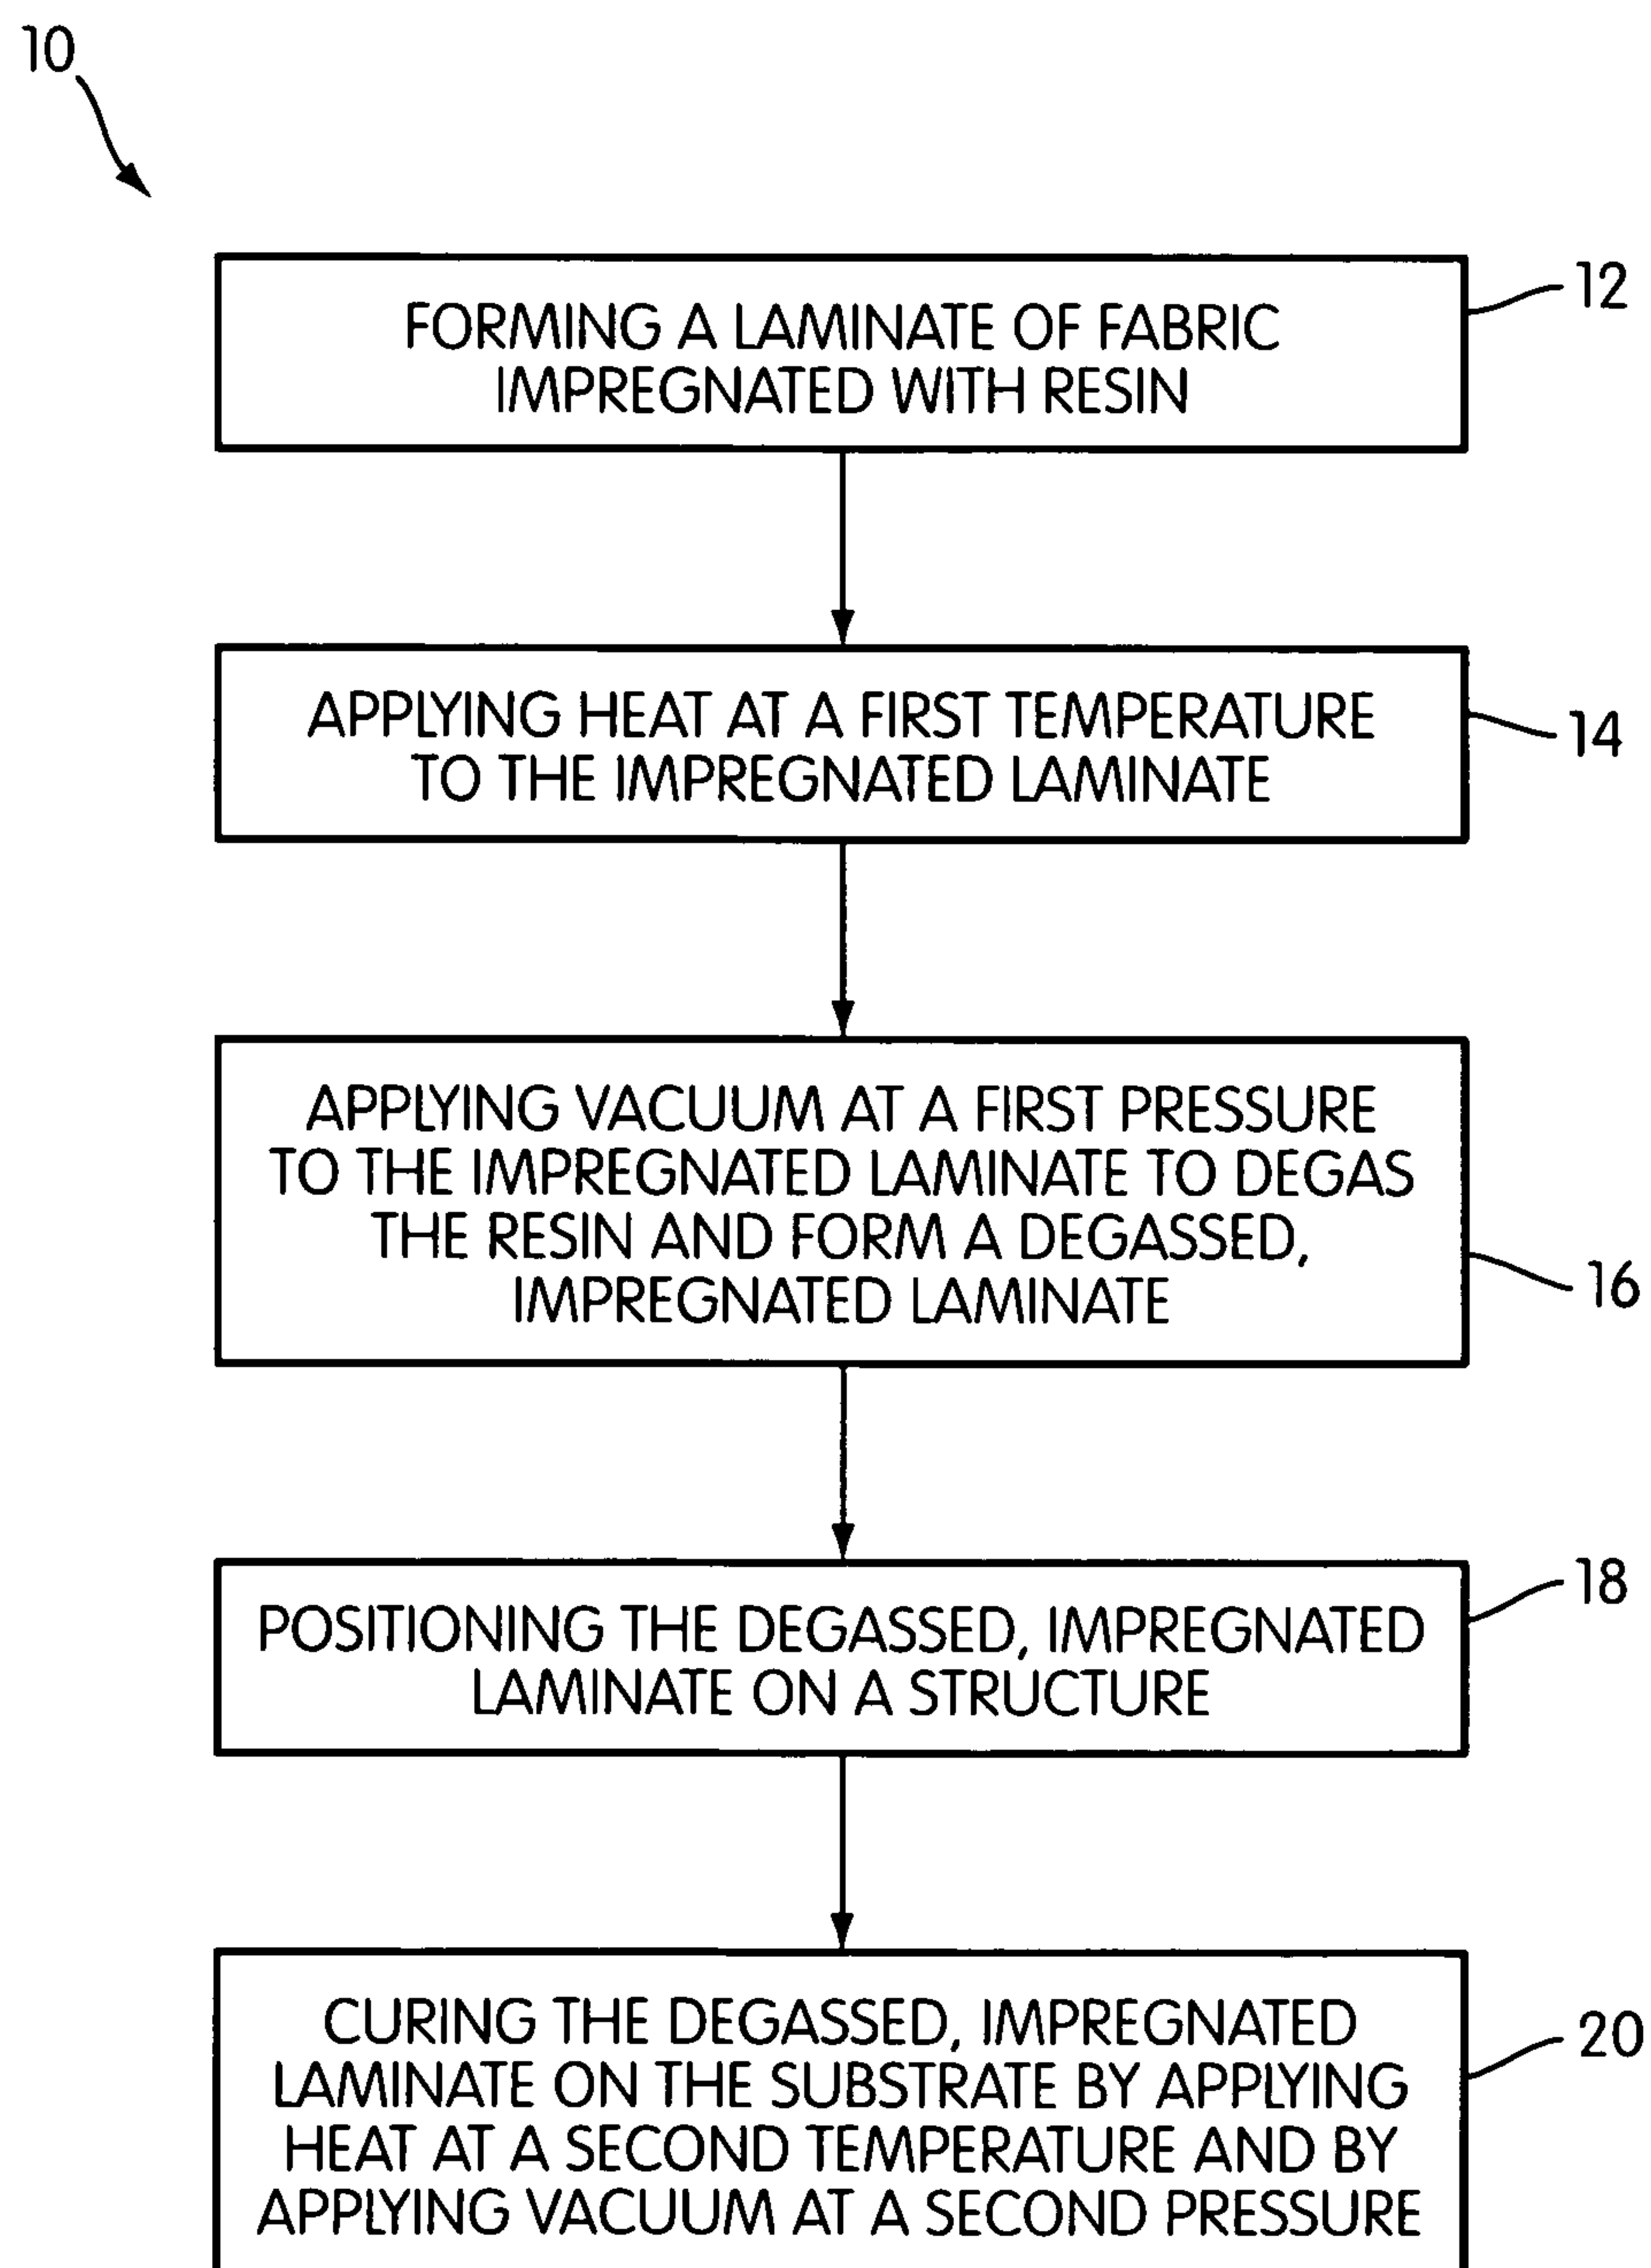 10
12
FORMING A LAMINATE OF FABRIC
IMPREGNATED WITH RESIN
14
APPLYING HEAT AT A FIRST TEMPERATURE
TO THE IMPREGNATED LAMINATE
APPLYING VACUUM AT A FIRST PRESSURE
TO THE IMPREGNATED LAMINATE TO DEGAS
THE RESIN AND FORM A DEGASSED,
IMPREGNATED LAMINATE
16
18
POSITIONING THE DEGASSED, IMPREGNATED
LAMINATE ON A STRUCTURE
20
CURING THE DEGASSED, IMPREGNATED
LAMINATE ON THE SUBSTRATE BY APPLYING
HEAT AT A SECOND TEMPERATURE AND BY
APPLYING VACUUM AT A SECOND PRESSURE